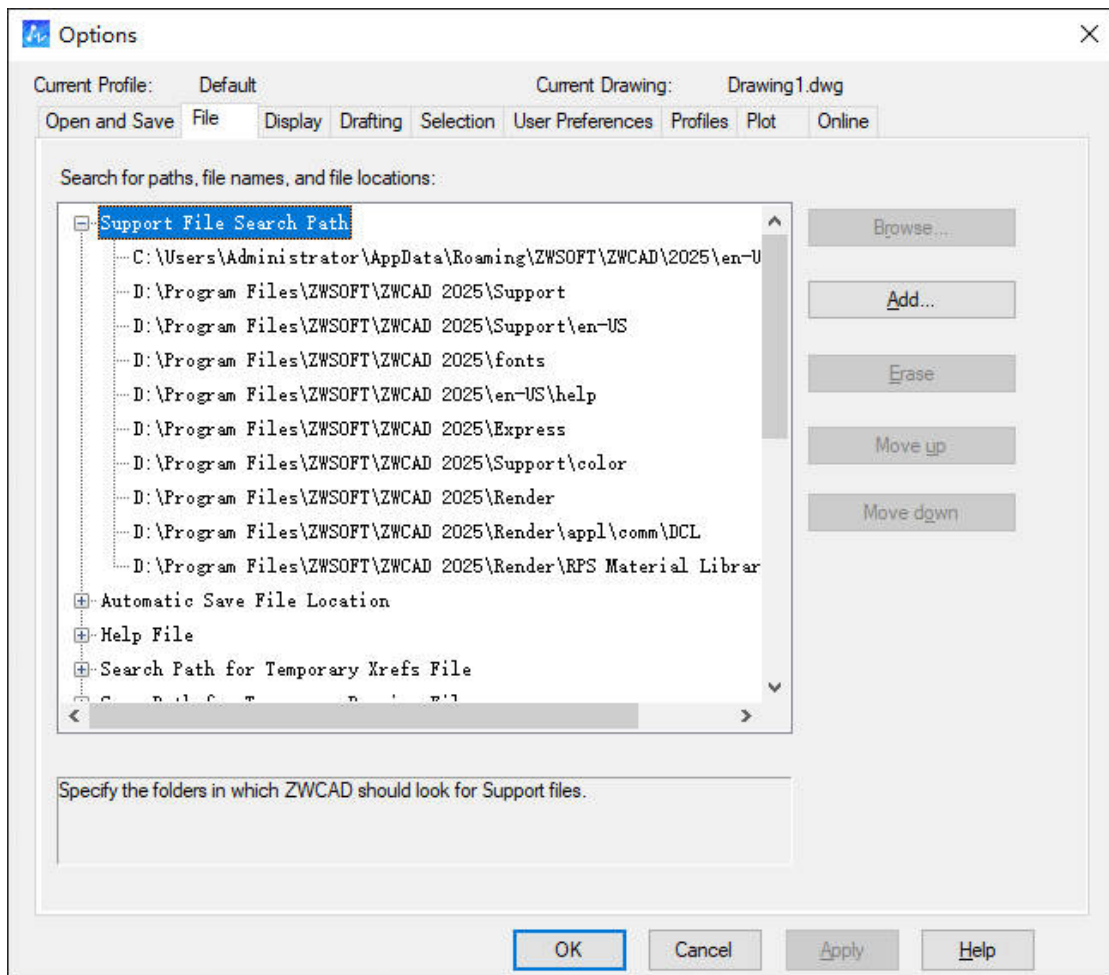 Options
Current Profile: Default Current Drawing: Drawing1.dwg
Open and Save File Display Drafting Selection User Preferences Profiles Plot Online
Search for paths, file names, and file locations:
Support File Search Path
C:\Users\Administrator\AppData\Roaming\ZWSOFT\ZWCAD\2025\en-U
D:\Program Files\ZWSOFT\ZWCAD 2025\Support
D:\Program Files\ZWSOFT\ZWCAD 2025\Support\en-US
D:\Program Files\ZWSOFT\ZWCAD 2025\fonts
D:\Program Files\ZWSOFT\ZWCAD 2025\en-US\help
D:\Program Files\ZWSOFT\ZWCAD 2025\Express
D:\Program Files\ZWSOFT\ZWCAD 2025\Support\color
D:\Program Files\ZWSOFT\ZWCAD 2025\Render
D:\Program Files\ZWSOFT\ZWCAD 2025\Render\appl\comm\DCL
D:\Program Files\ZWSOFT\ZWCAD 2025\Render\RPS Material Librar
Automatic Save File Location
Help File
Search Path for Temporary Xrefs File
Browse...
Add...
Erase
Move up
Move down
Specify the folders in which ZWCAD should look for Support files.
OK Cancel Apply Help